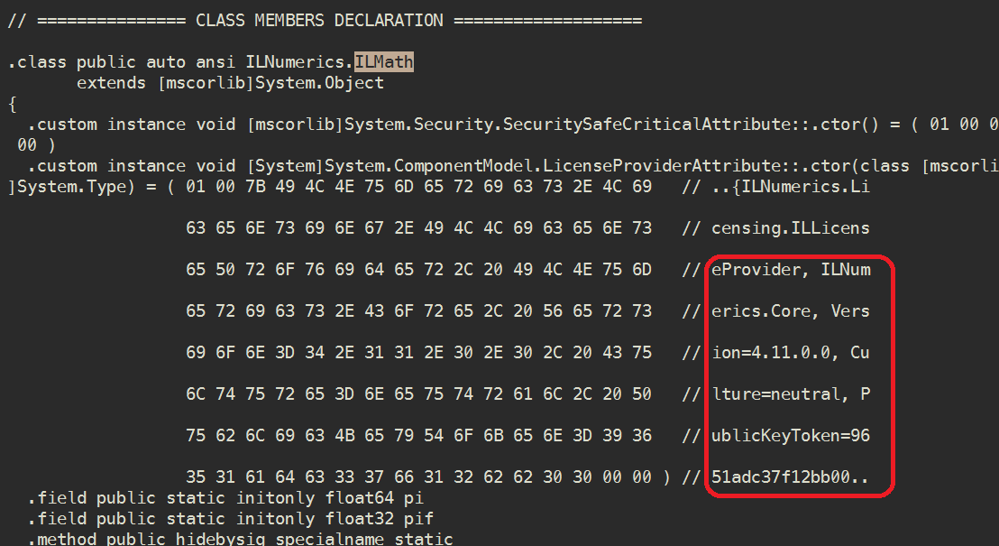 // =============== CLASS MEMBERS DECLARATION ===================
.class public auto ansi ILNumerics.ILMath
extends [mscorlib]System.Object
{
.custom instance void [mscorlib]System.Security.SecuritySafeCriticalAttribute::.ctor() = ( 01 00 0
00 )
.custom instance void [System]System.ComponentModel.LicenseProviderAttribute::.ctor(class [mscorli
]System.Type) = ( 01 00 7B 49 4C 4E 75 6D 65 72 69 63 73 2E 4C 69 // ..{ILNumerics.Li
63 65 6E 73 69 6E 67 2E 49 4C 4C 69 63 65 6E 73 // censing.ILLicens
65 50 72 6F 76 69 64 65 72 2C 20 49 4C 4E 75 6D // eProvider, ILNum
65 72 69 63 73 2E 43 6F 72 65 2C 20 56 65 72 73 // erics.Core, Vers
69 6F 6E 3D 34 2E 31 31 2E 30 2E 30 2C 20 43 75 // ion=4.11.0.0, Cu
6C 74 75 72 65 3D 6E 65 75 74 72 61 6C 2C 20 50 // lture=neutral, P
75 62 6C 69 63 4B 65 79 54 6F 6B 65 6E 3D 39 36 // ublicKeyToken=96
35 31 61 64 63 33 37 66 31 32 62 62 30 30 00 00 ) // 51adc37f12bb00..
.field public static initonly float64 pi
.field public static initonly float32 pif
.method public hidebysig specialname static